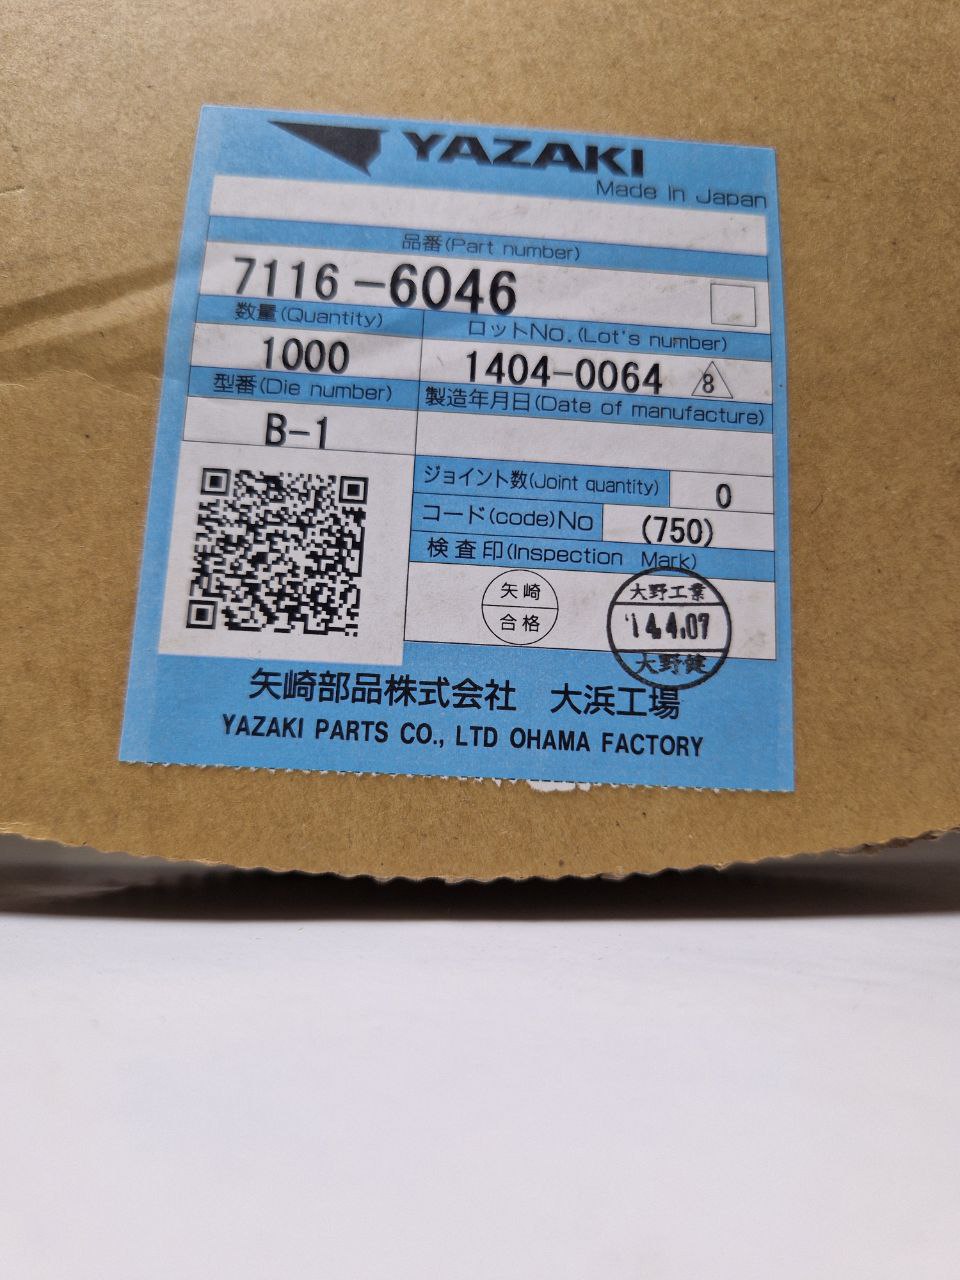 YAZAKI
Made in Japan
品番(Part number)
7116-6046
数量(Quantity)
1000
ロットNo.(Lot's number)
1404-0064 8
型番(Die number)
B-1
製造年月日(Date of manufacture)
ジョイント数(Joint quantity) 0
コード(code)No (750)
検査印(Inspection Mark)
矢崎
合格
大野工業
'14.4.07
大野健
矢崎部品株式会社 大浜工場
YAZAKI PARTS CO., LTD OHAMA FACTORY